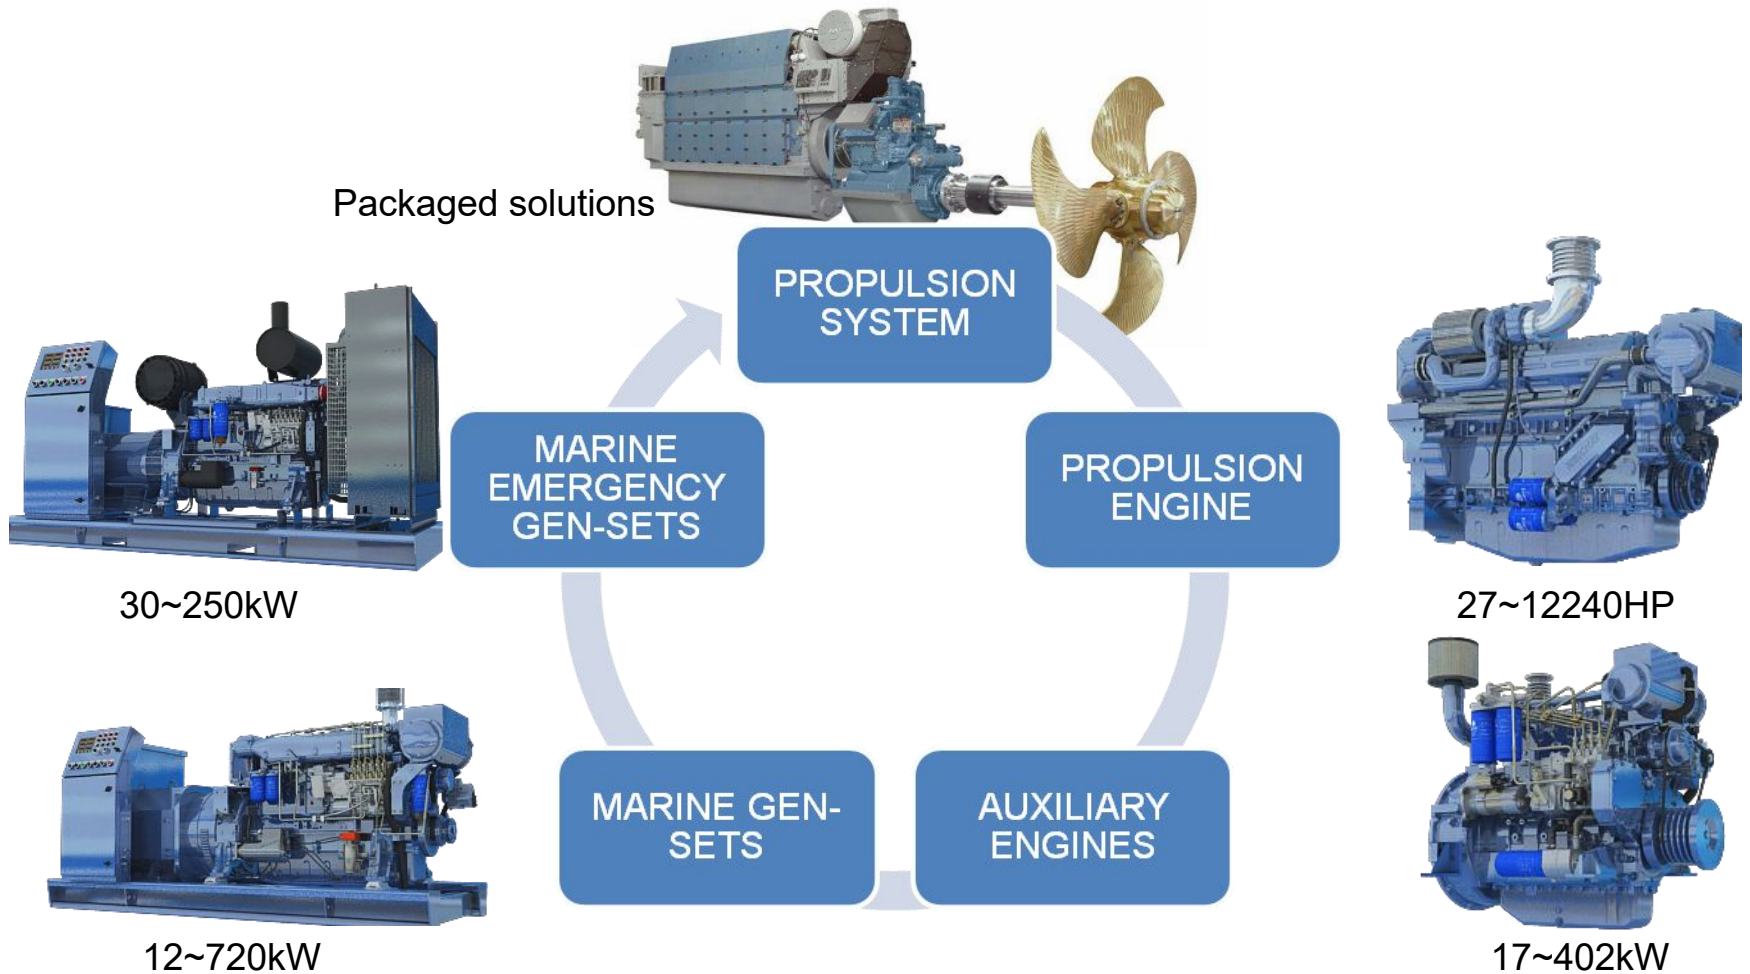 Packaged solutions
PROPULSION
SYSTEM
MARINE
EMERGENCY
GEN-SETS
PROPULSION
ENGINE
30~250kW
27~12240HP
MARINE GEN-
SETS
AUXILIARY
ENGINES
12~720kW
17~402kW